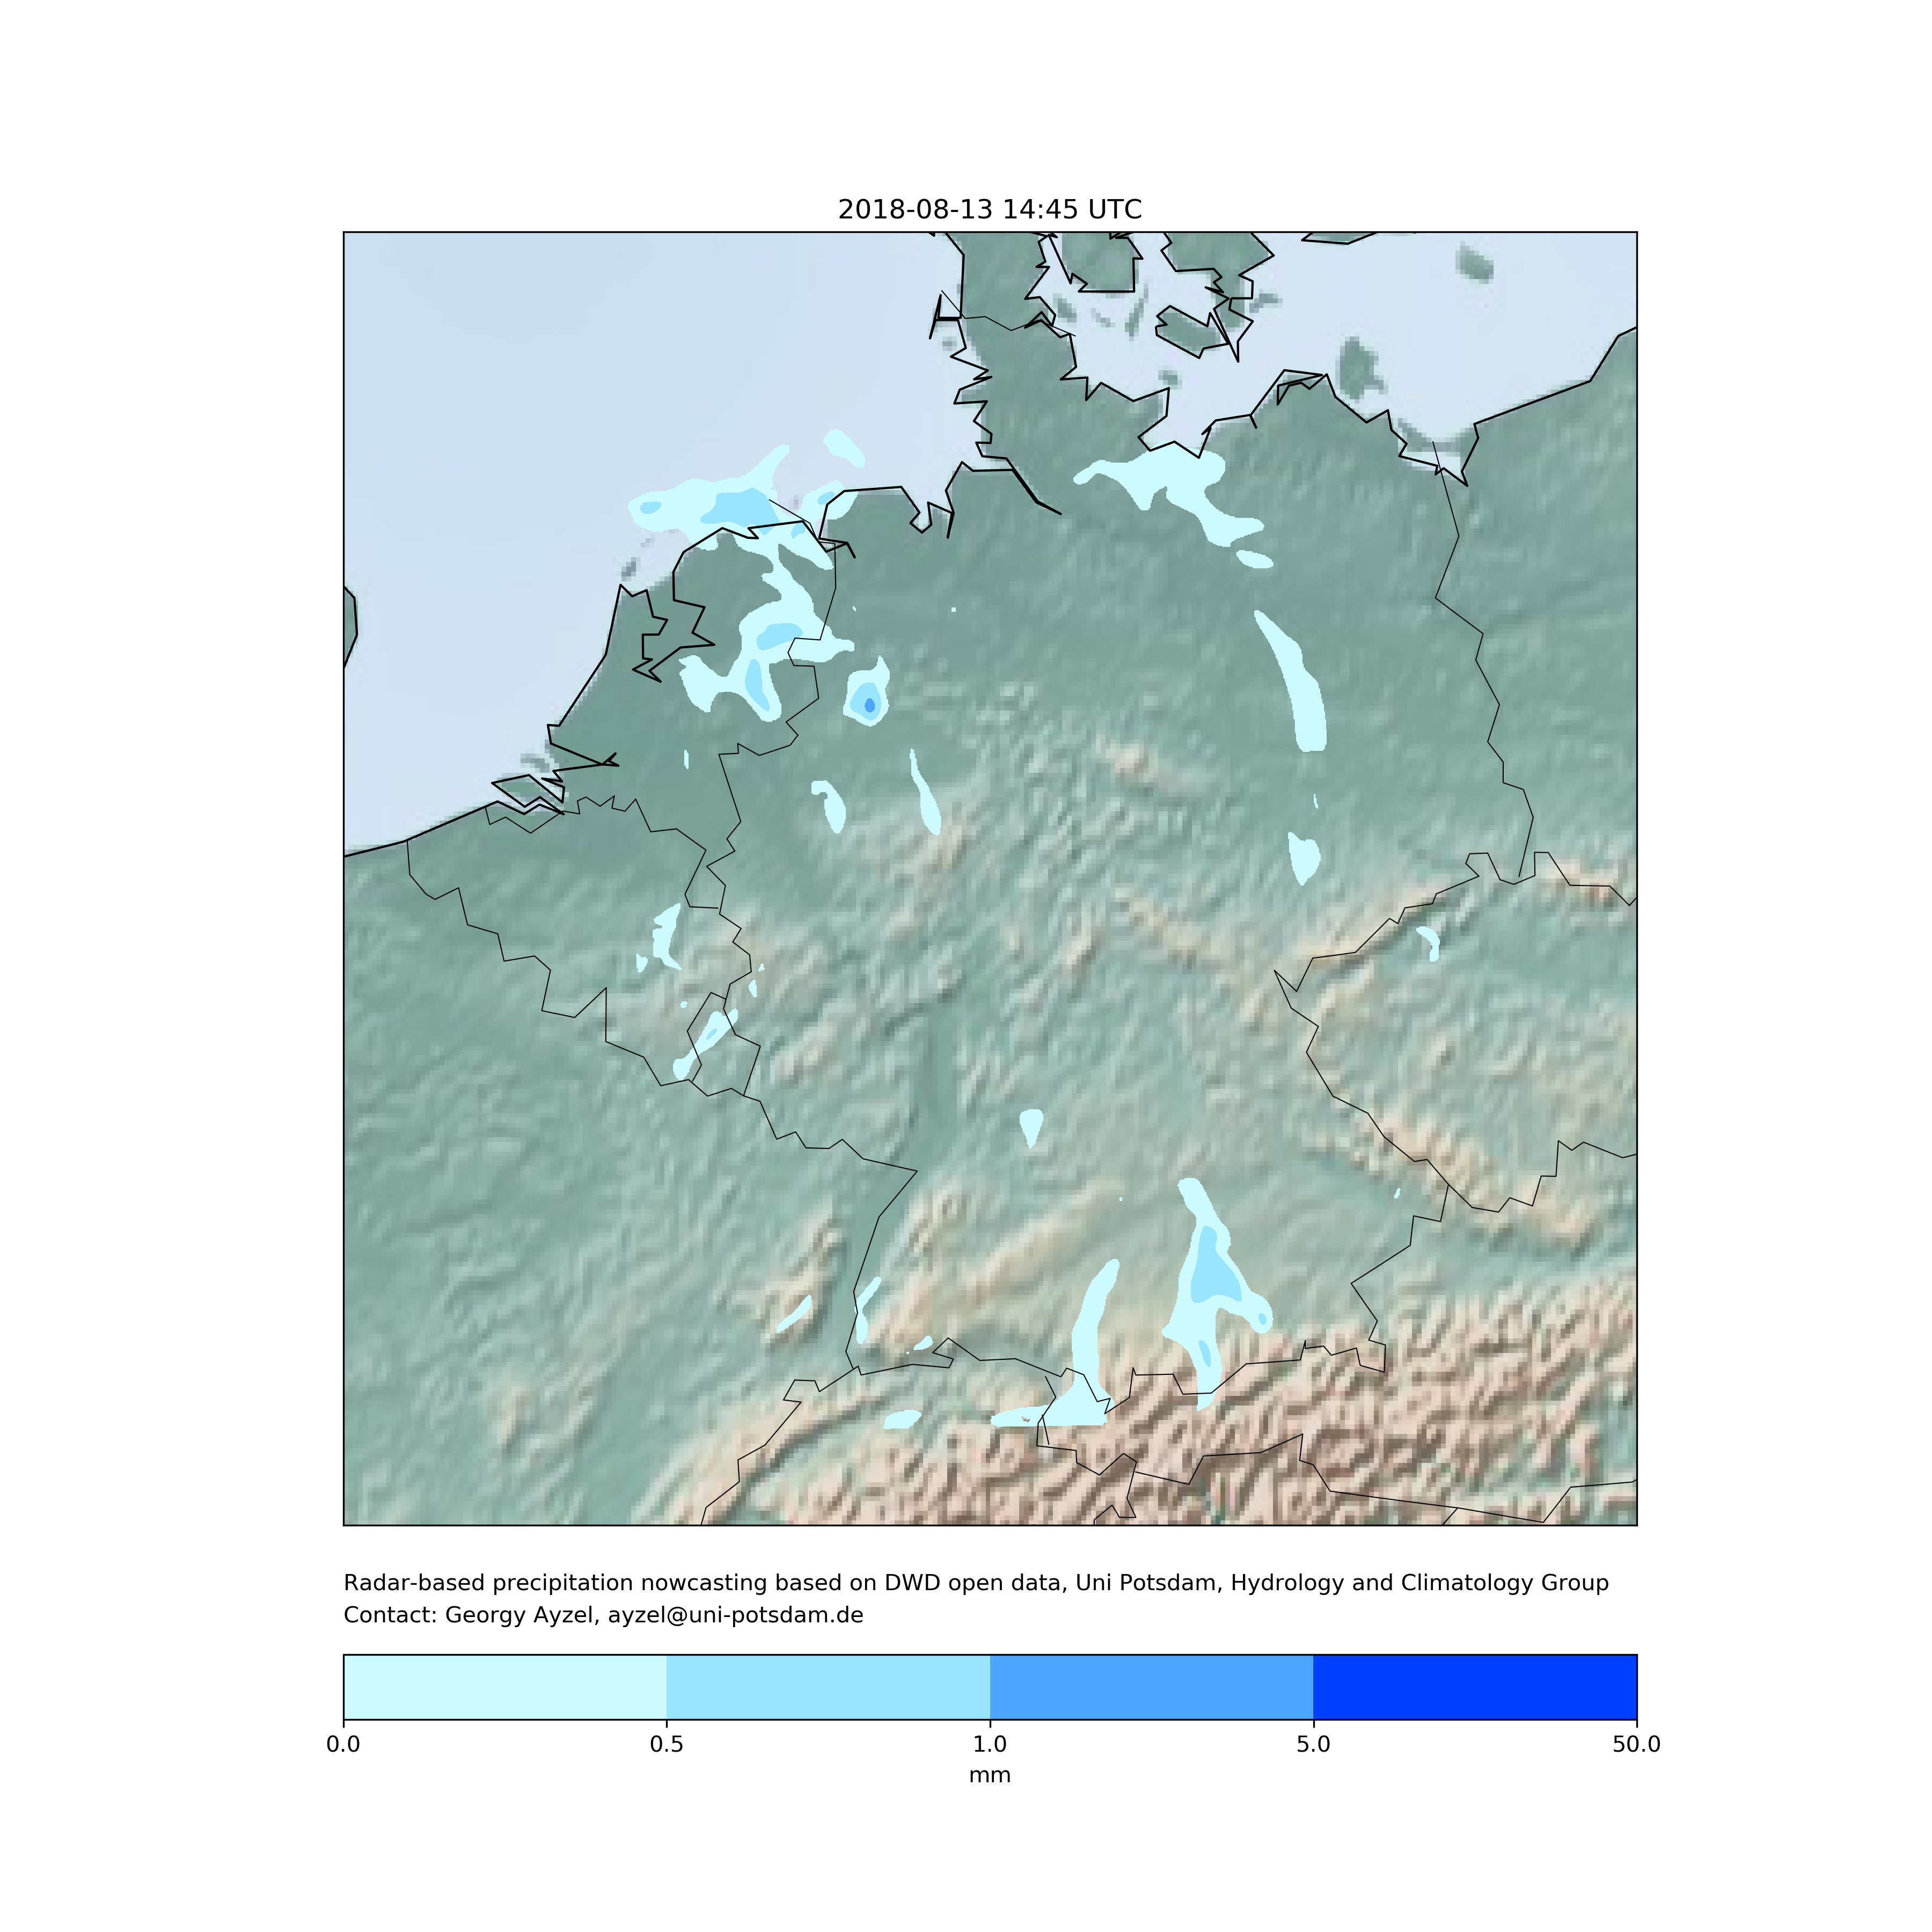 2018-08-13 14:45 UTC
Radar-based precipitation nowcasting based on DWD open data, Uni Potsdam, Hydrology and Climatology Group
Contact: Georgy Ayzel, ayzel@uni-potsdam.de
0.0 0.5 1.0 5.0 50.0
mm